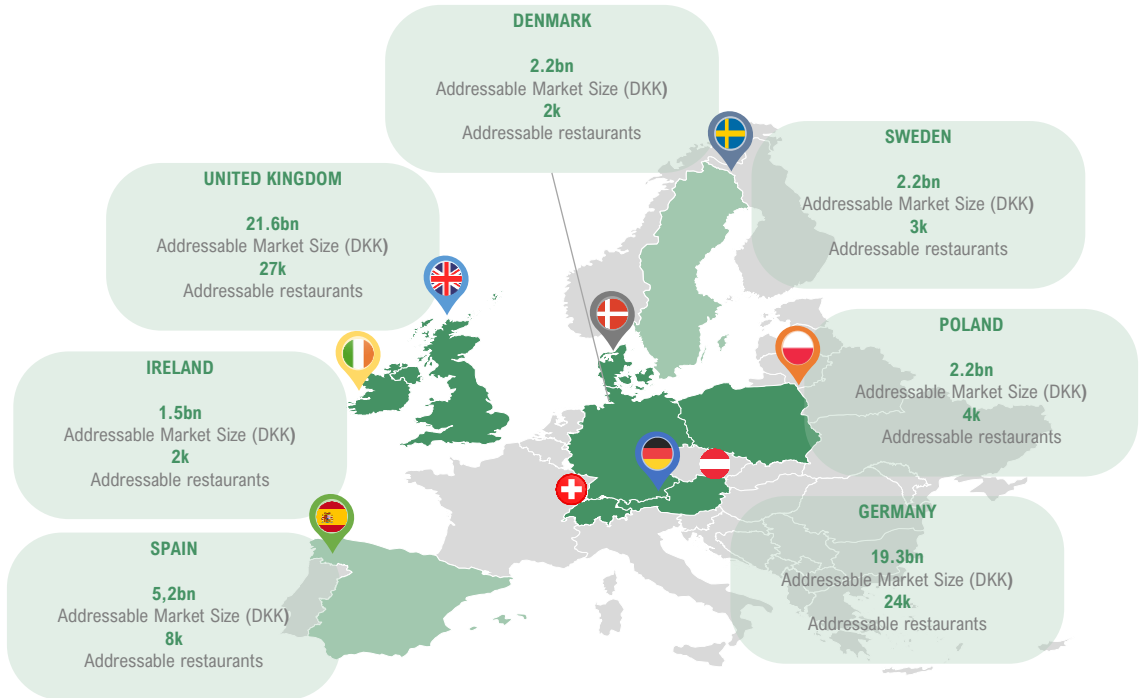 DENMARK
2.2bn
Addressable Market Size (DKK)
2k
Addressable restaurants
SWEDEN
2.2bn
Addressable Market Size (DKK)
3k
Addressable restaurants
UNITED KINGDOM
21.6bn
Addressable Market Size (DKK)
27k
Addressable restaurants
POLAND
2.2bn
Addressable Market Size (DKK)
4k
Addressable restaurants
IRELAND
1.5bn
Addressable Market Size (DKK)
2k
Addressable restaurants
GERMANY
19.3bn
Addressable Market Size (DKK)
24k
Addressable restaurants
SPAIN
5,2bn
Addressable Market Size (DKK)
8k
Addressable restaurants